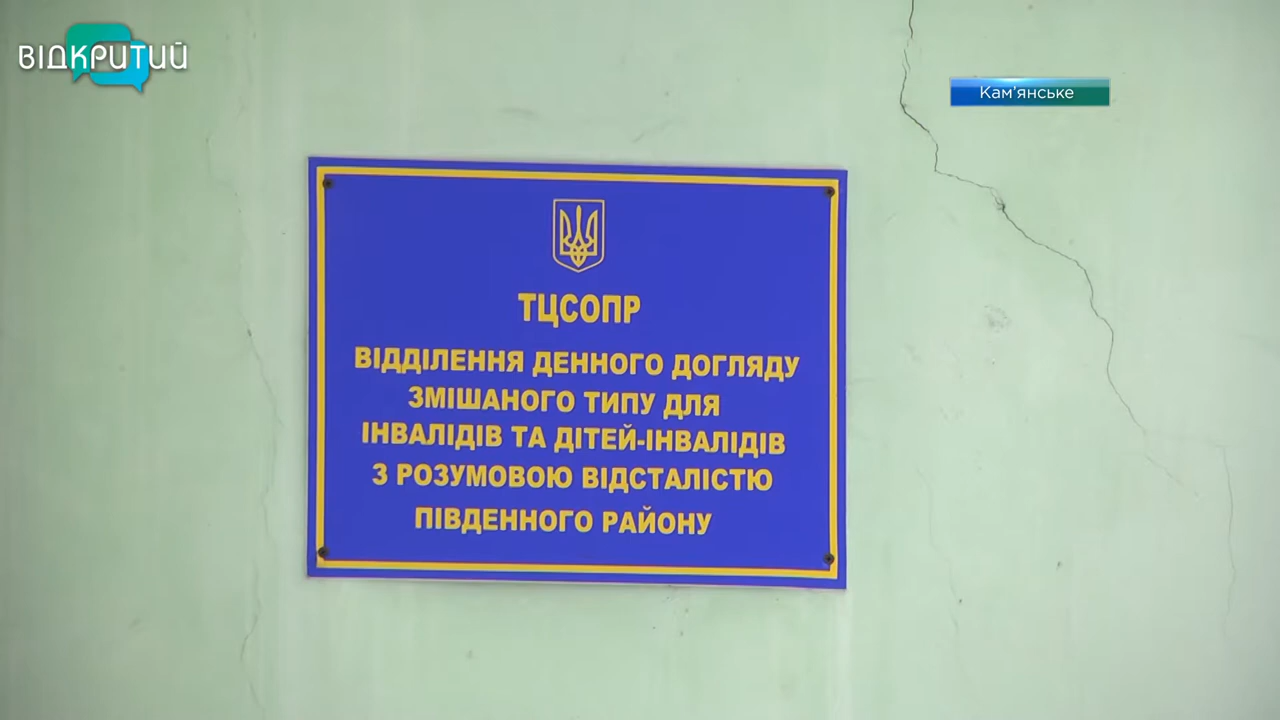 ВІДКРИТИЙ
Кам'янське
ТЦСОПР
ВІДДІЛЕННЯ ДЕННОГО ДОГЛЯДУ
ЗМІШАНОГО ТИПУ ДЛЯ
ІНВАЛІДІВ ТА ДІТЕЙ-ІНВАЛІДІВ
З РОЗУМОВОЮ ВІДСТАЛІСТЮ
ПІВДЕННОГО РАЙОНУ